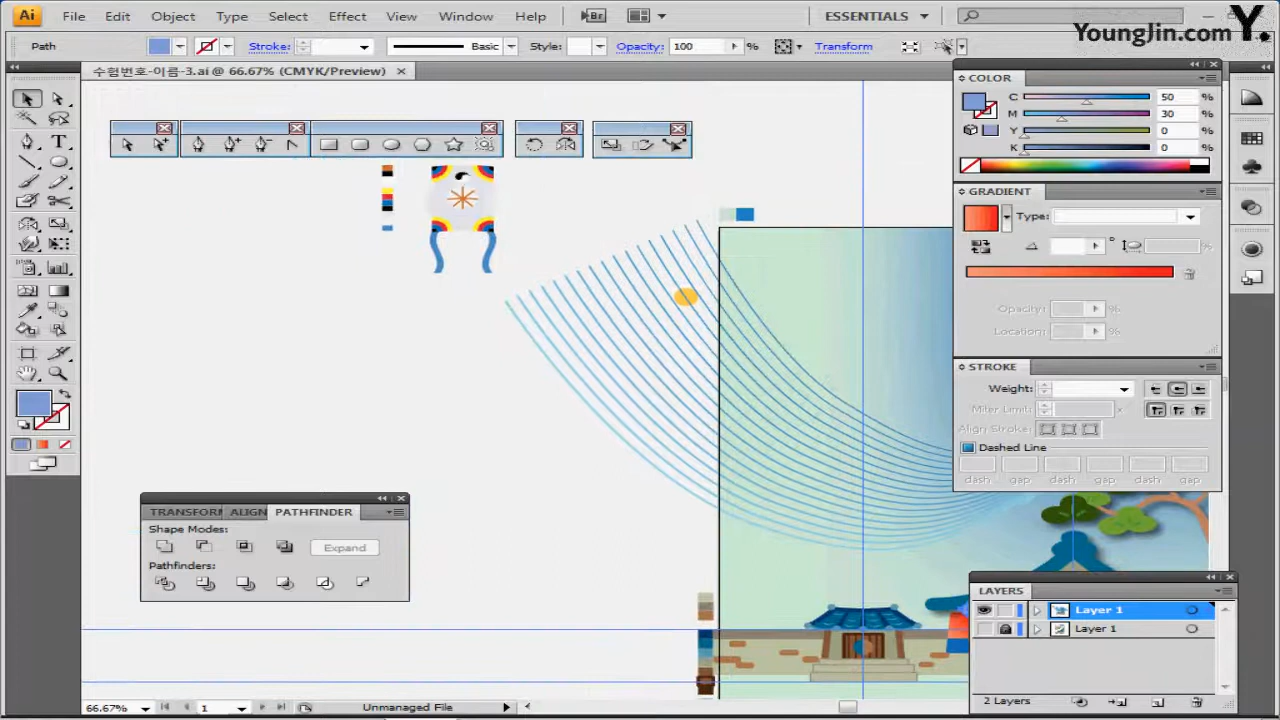 Ai File Edit Object Type Select Effect View Window Help Br ESSENTIALS
YoungJin.com Y.
Path Stroke: Basic Style: Opacity: 100 % Transform
수험번호-이름-3.ai @ 66.67% (CMYK/Preview)
COLOR
C 50 %
M 30 %
Y 0 %
K 0 %
GRADIENT
Type:
°
Opacity: %
Location: %
STROKE
Weight:
Miter Limit: x
Align Stroke:
Dashed Line
dash gap dash gap dash gap
TRANSFORM ALIGN PATHFINDER
Shape Modes:
Expand
Pathfinders:
LAYERS
Layer 1
Layer 1
2 Layers
66.67% 1 Unmanaged File